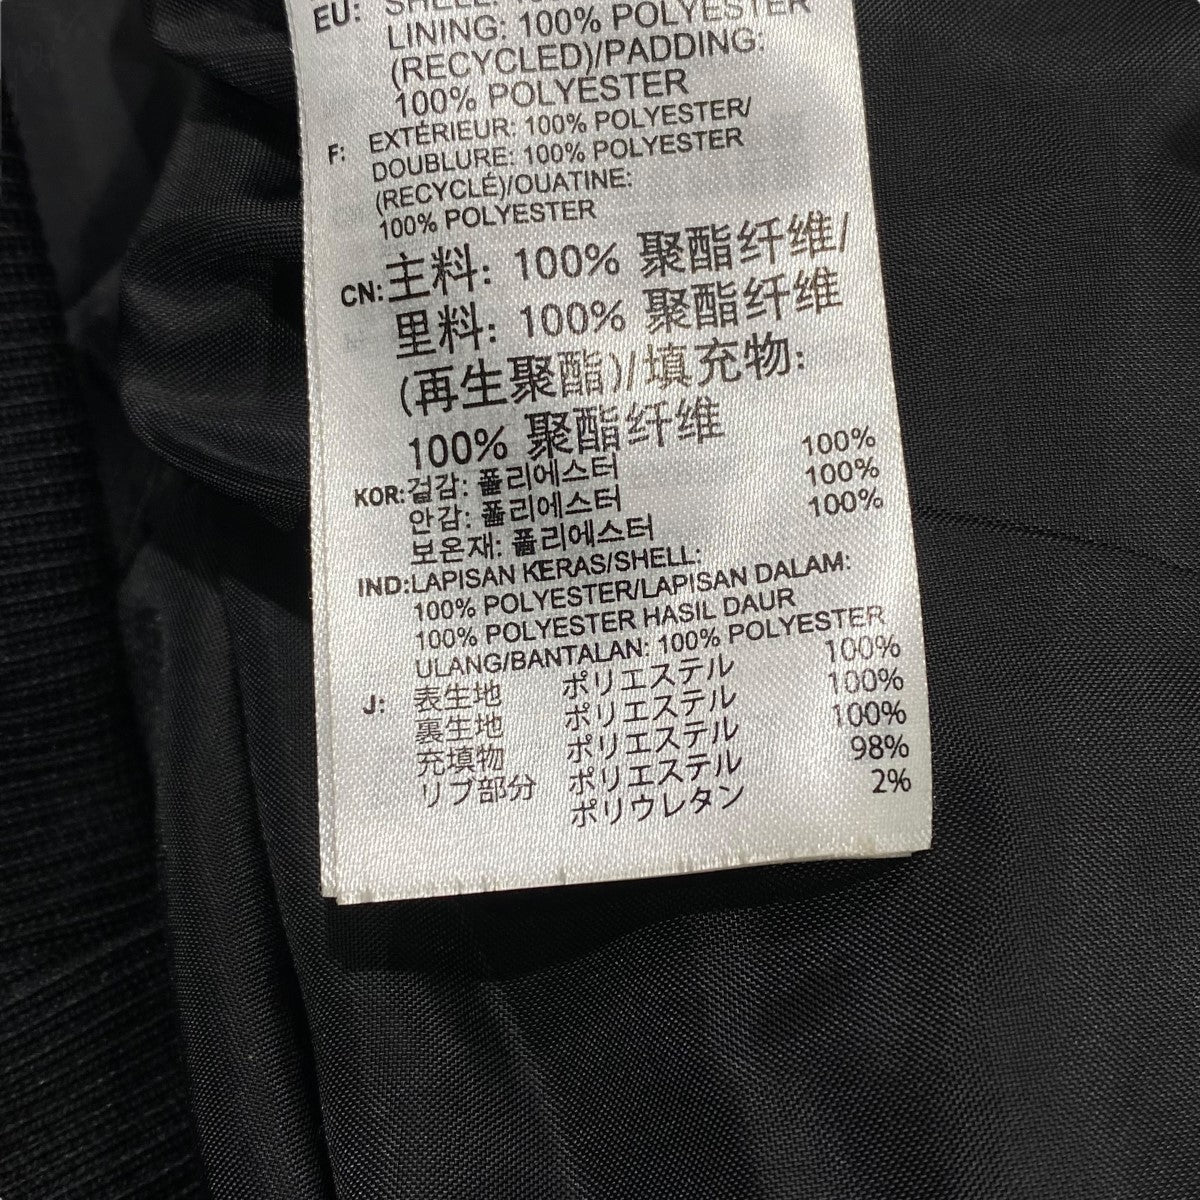 EU: SHELL: 100%
LINING: 100% POLYESTER
(RECYCLED)/PADDING:
100% POLYESTER
F: EXTÉRIEUR: 100% POLYESTER/
DOUBLURE: 100% POLYESTER
(RECYCLÉ)/OUATINE:
100% POLYESTER
CN: 主料: 100% 聚酯纤维/
里料: 100% 聚酯纤维
(再生聚酯)/填充物:
100% 聚酯纤维
KOR: 겉감: 폴리에스터 100%
안감: 폴리에스터 100%
보온재: 폴리에스터 100%
IND: LAPISAN KERAS/SHELL:
100% POLYESTER/LAPISAN DALAM:
100% POLYESTER HASIL DAUR
ULANG/BANTALAN: 100% POLYESTER
J: 表生地 ポリエステル 100%
裏生地 ポリエステル 100%
充填物 ポリエステル 100%
リブ部分 ポリエステル 98%
ポリウレタン 2%